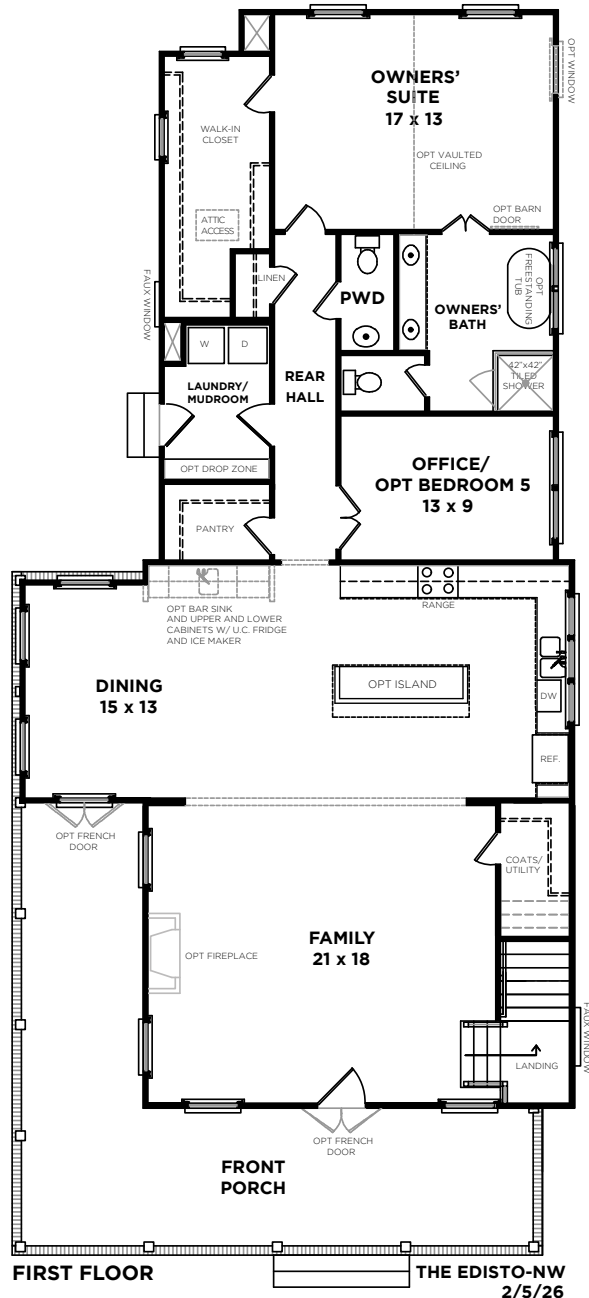 OWNERS'
SUITE
17 x 13
OPT WINDOW
WALK-IN
CLOSET
OPT VAULTED
CEILING
ATTIC
ACCESS
OPT BARN
DOOR
LINEN
PWD
OWNERS'
BATH
OPT
FREESTANDING
TUB
FAUX WINDOW
W
D
LAUNDRY/
MUDROOM
REAR
HALL
42"x42"
TILED
SHOWER
OPT DROP ZONE
OFFICE/
OPT BEDROOM 5
13 x 9
PANTRY
OPT BAR SINK
AND UPPER AND LOWER
CABINETS W/ U.C. FRIDGE
AND ICE MAKER
RANGE
DINING
15 x 13
OPT ISLAND
DW
REF.
OPT FRENCH
DOOR
COATS/
UTILITY
FAMILY
21 x 18
OPT FIREPLACE
FAUX WINDOW
LANDING
OPT FRENCH
DOOR
FRONT
PORCH
FIRST FLOOR
THE EDISTO-NW
2/5/26